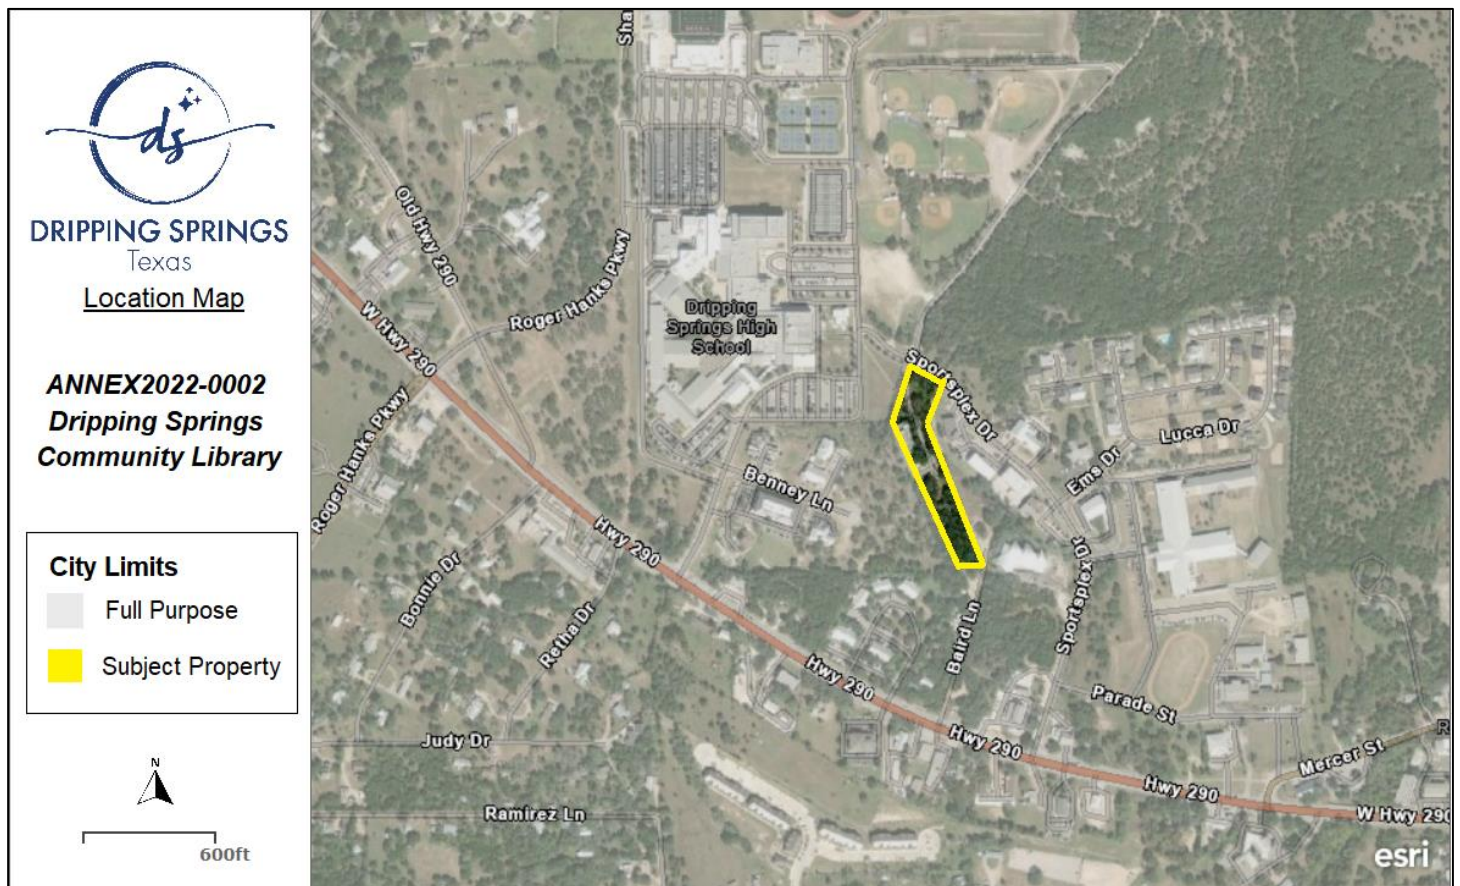 ds
DRIPPING SPRINGS
Texas
Location Map
ANNEX2022-0002
Dripping Springs
Community Library
City Limits
Full Purpose
Subject Property
N
600ft
Sha
Old Hwy 290
Roger Hanks Pkwy
W Hwy 290
Dripping
Springs High
School
Sportsplex Dr
Roger Hanks Pkwy
Lucca Dr
Ems Dr
Benney Ln
Hwy 290
Bonnie Dr
Retha Dr
Sportsplex Dr
Baird Ln
Hwy 290
Parade St
Judy Dr
Hwy 290
Mercer St
R
Hwy 290
Ramirez Ln
W Hwy 290
esri